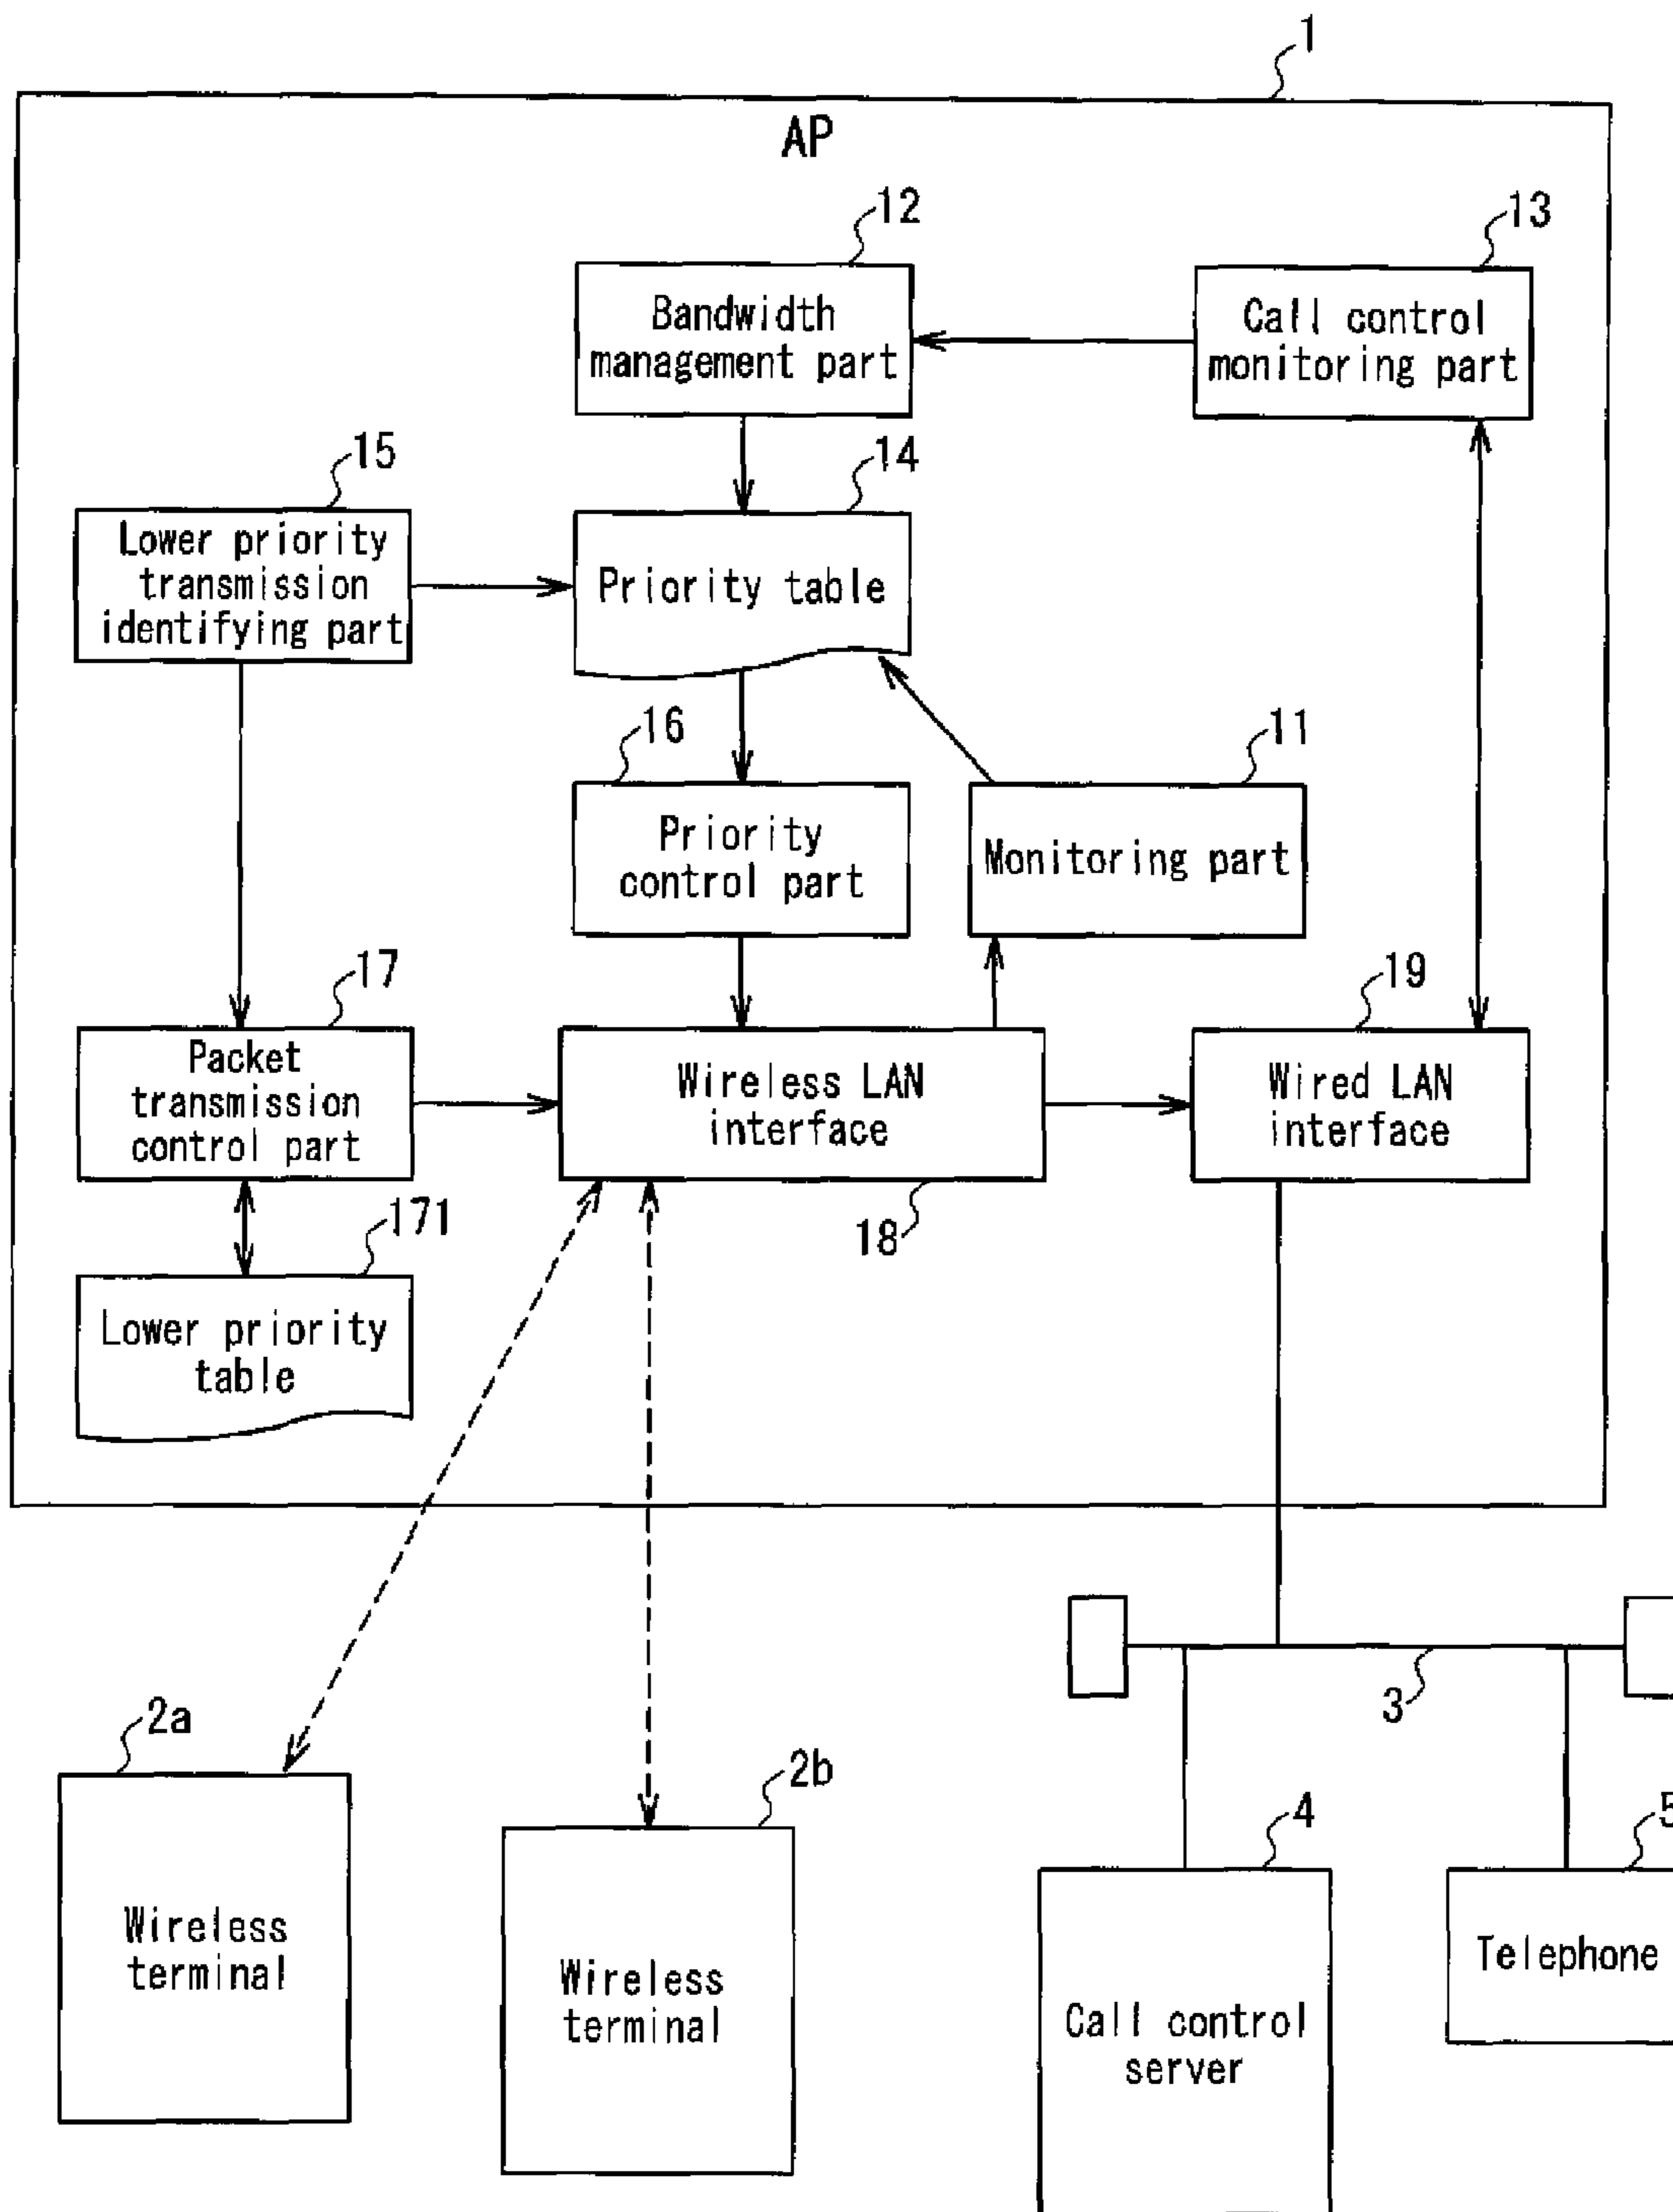 1
AP
12
Bandwidth
management part
13
Call control
monitoring part
15
Lower priority
transmission
identifying part
14
Priority table
16
Priority
control part
11
Monitoring part
17
Packet
transmission
control part
Wireless LAN
interface
18
19
Wired LAN
interface
171
Lower priority
table
3
2a
Wireless
terminal
2b
Wireless
terminal
4
Call control
server
5
Telephone